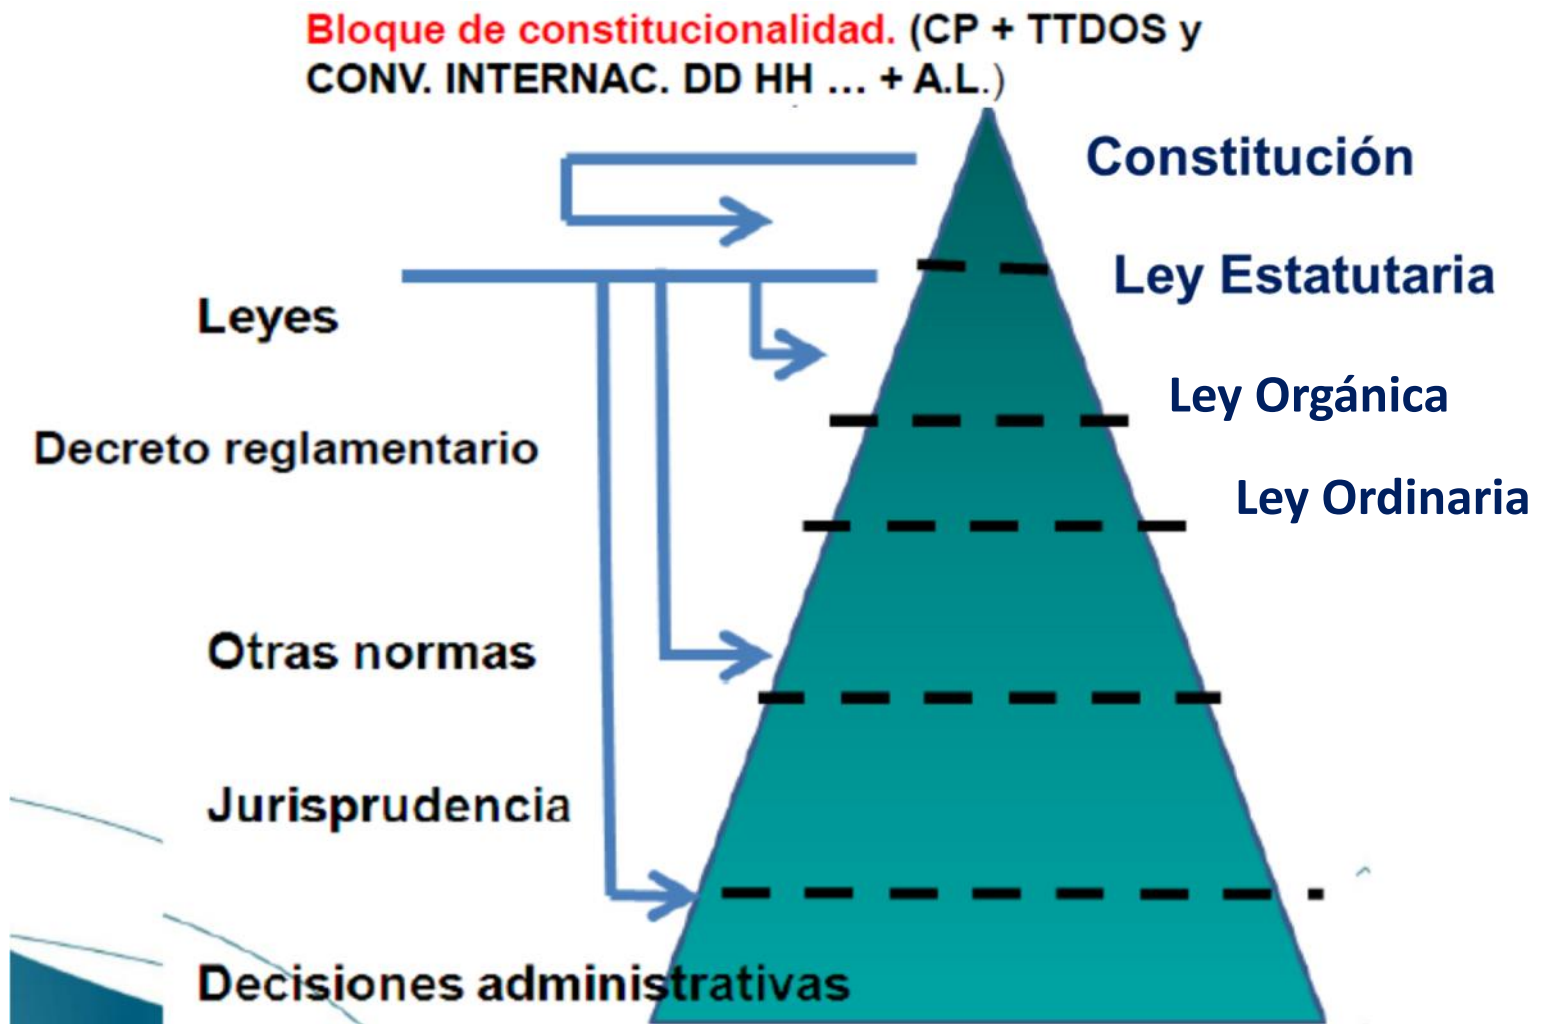 Bloque de constitucionalidad. (CP + TTDOS y
CONV. INTERNAC. DD HH ... + A.L.)
Constitución
Ley Estatutaria
Leyes
Ley Orgánica
Decreto reglamentario
Ley Ordinaria
Otras normas
Jurisprudencia
Decisiones administrativas